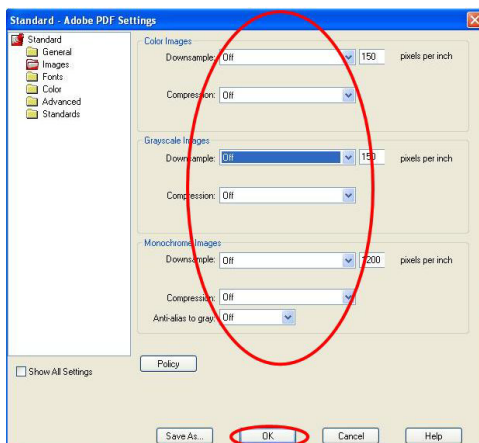 Standard - Adobe PDF Settings
Standard
General
Images
Fonts
Color
Advanced
Standards
Show All Settings
Color Images
Downsample: Off 150 pixels per inch
Compression: Off
Grayscale Images
Downsample: Off 150 pixels per inch
Compression: Off
Monochrome Images
Downsample: Off 1200 pixels per inch
Compression: Off
Anti-alias to gray: Off
Policy
Save As... OK Cancel Help